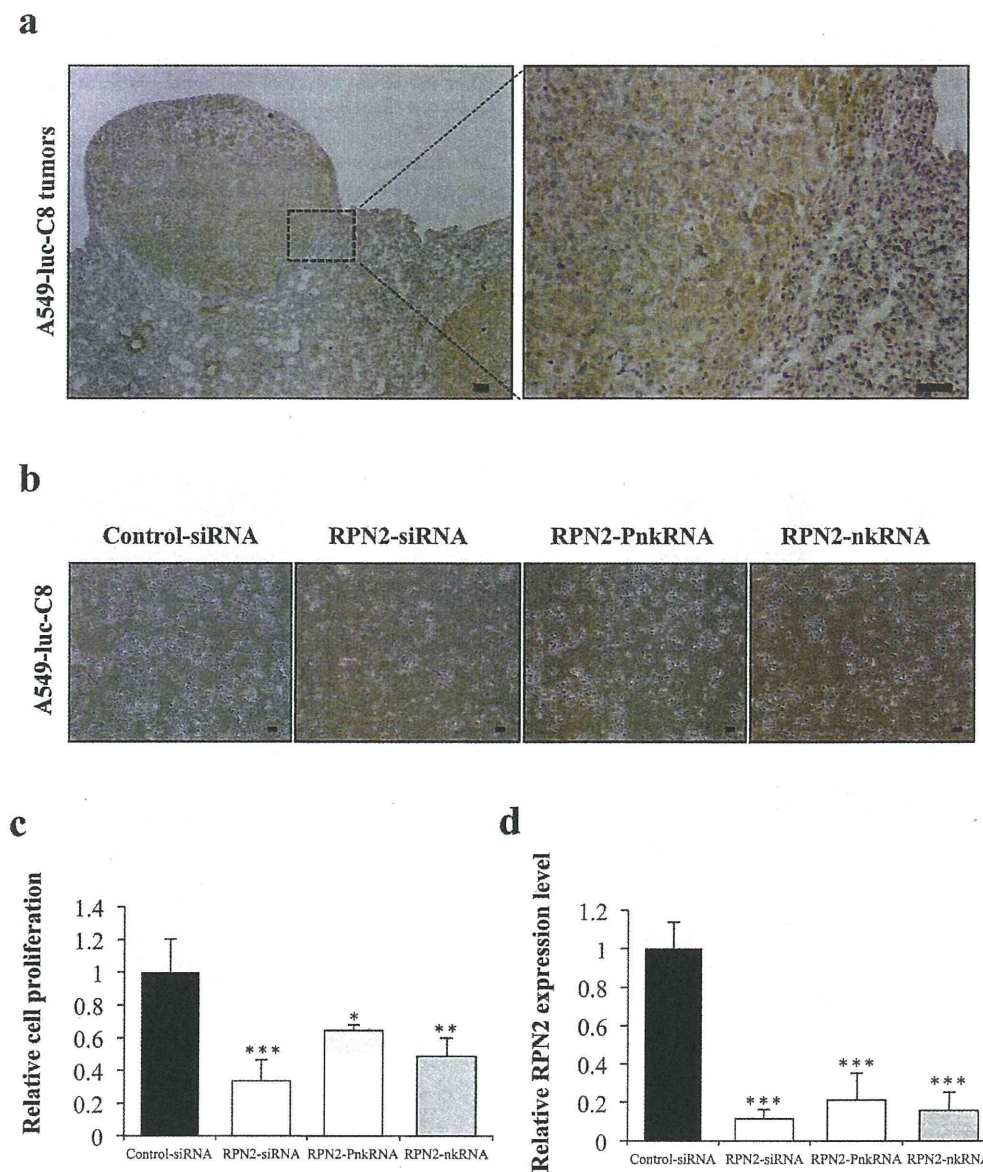 a
A549-luc-C8 tumors
b
Control-siRNA RPN2-siRNA RPN2-PnkRNA RPN2-nkRNA
A549-luc-C8
c
Relative cell proliferation
1.4
1.2
1
0.8
0.6
0.4
0.2
0
***
*
**
Control-siRNA RPN2-siRNA RPN2-PnkRNA RPN2-nkRNA
d
Relative RPN2 expression level
1.2
1
0.8
0.6
0.4
0.2
0
***
***
***
Control-siRNA RPN2-siRNA RPN2-PnkRNA RPN2-nkRNA